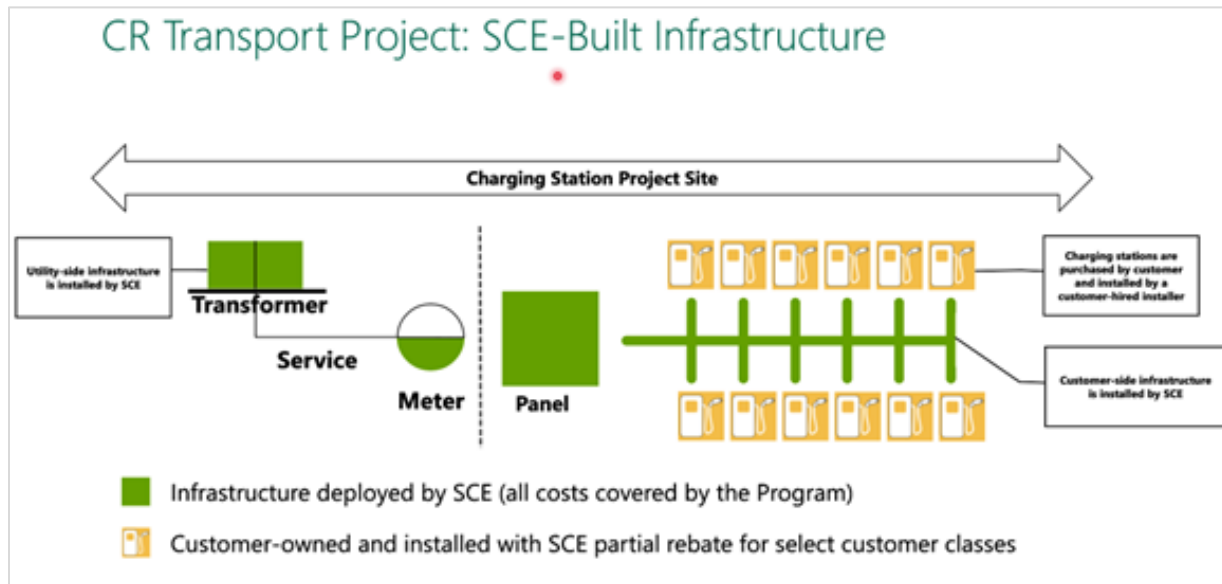 CR Transport Project: SCE-Built Infrastructure
Charging Station Project Site
Utility-side infrastructure
is installed by SCE
Transformer
Service
Meter
Panel
Charging stations are
purchased by customer
and installed by a
customer-hired installer
Customer-side infrastructure
is installed by SCE
Infrastructure deployed by SCE (all costs covered by the Program)
Customer-owned and installed with SCE partial rebate for select customer classes